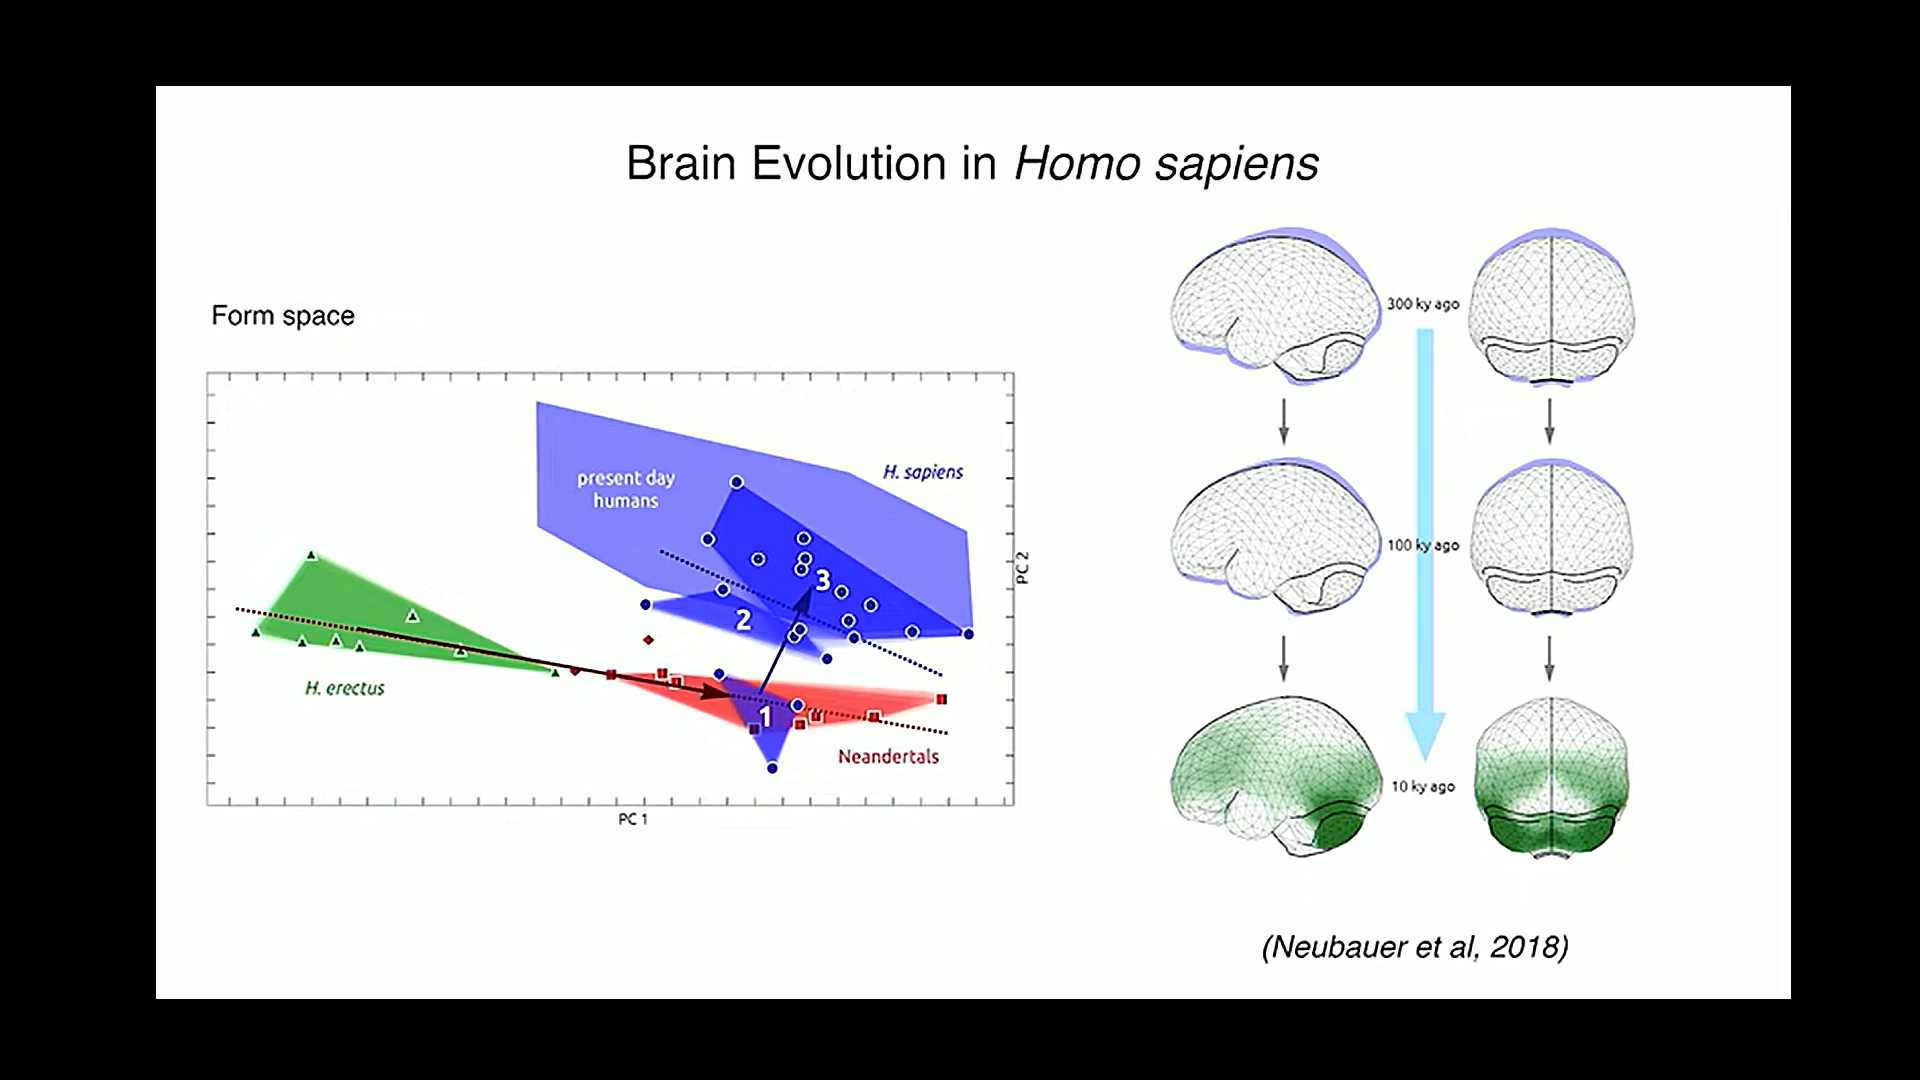 Brain Evolution in Homo sapiens
Form space
present day
humans
H. sapiens
3
2
1
H. erectus
Neandertals
PC 1
PC 2
300 ky ago
100 ky ago
10 ky ago
(Neubauer et al, 2018)